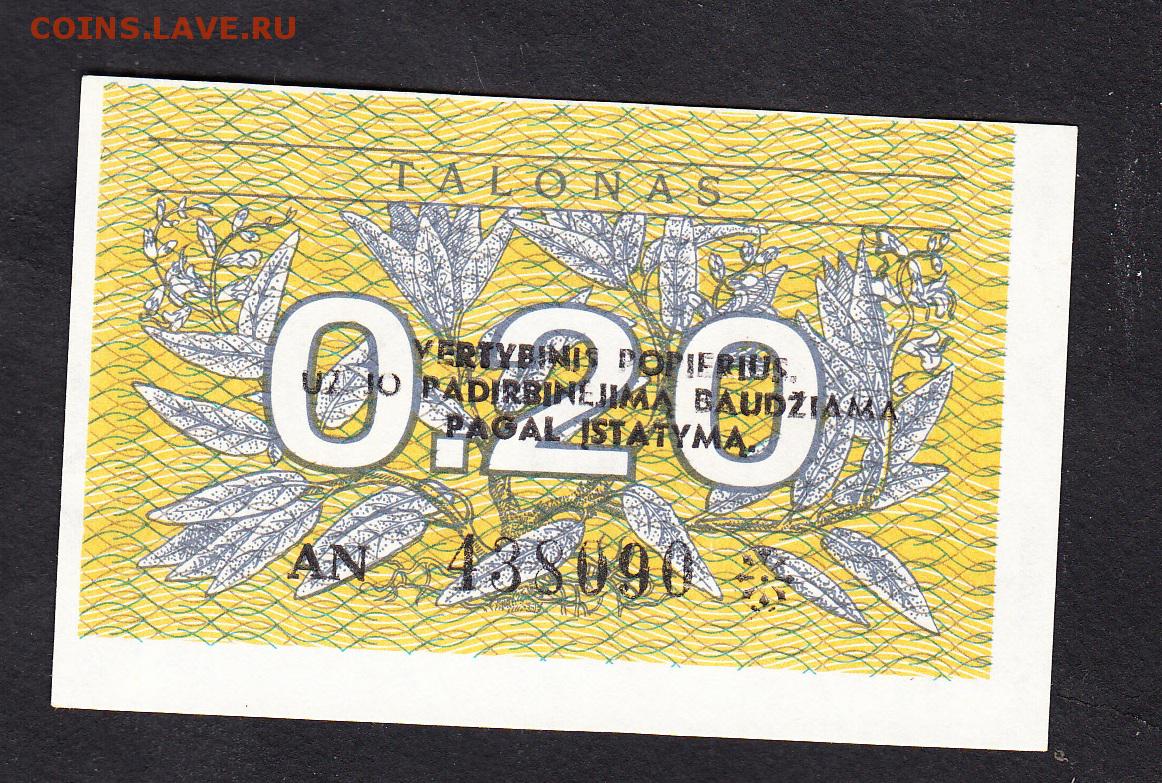 COINS.LAVE.RU
TALONAS
0.20
VERTYBINIS POPIERIUS.
UŽ JO PADIRBINĖJIMĄ BAUDŽIAMA
PAGAL ĮSTATYMĄ.
AN 438090